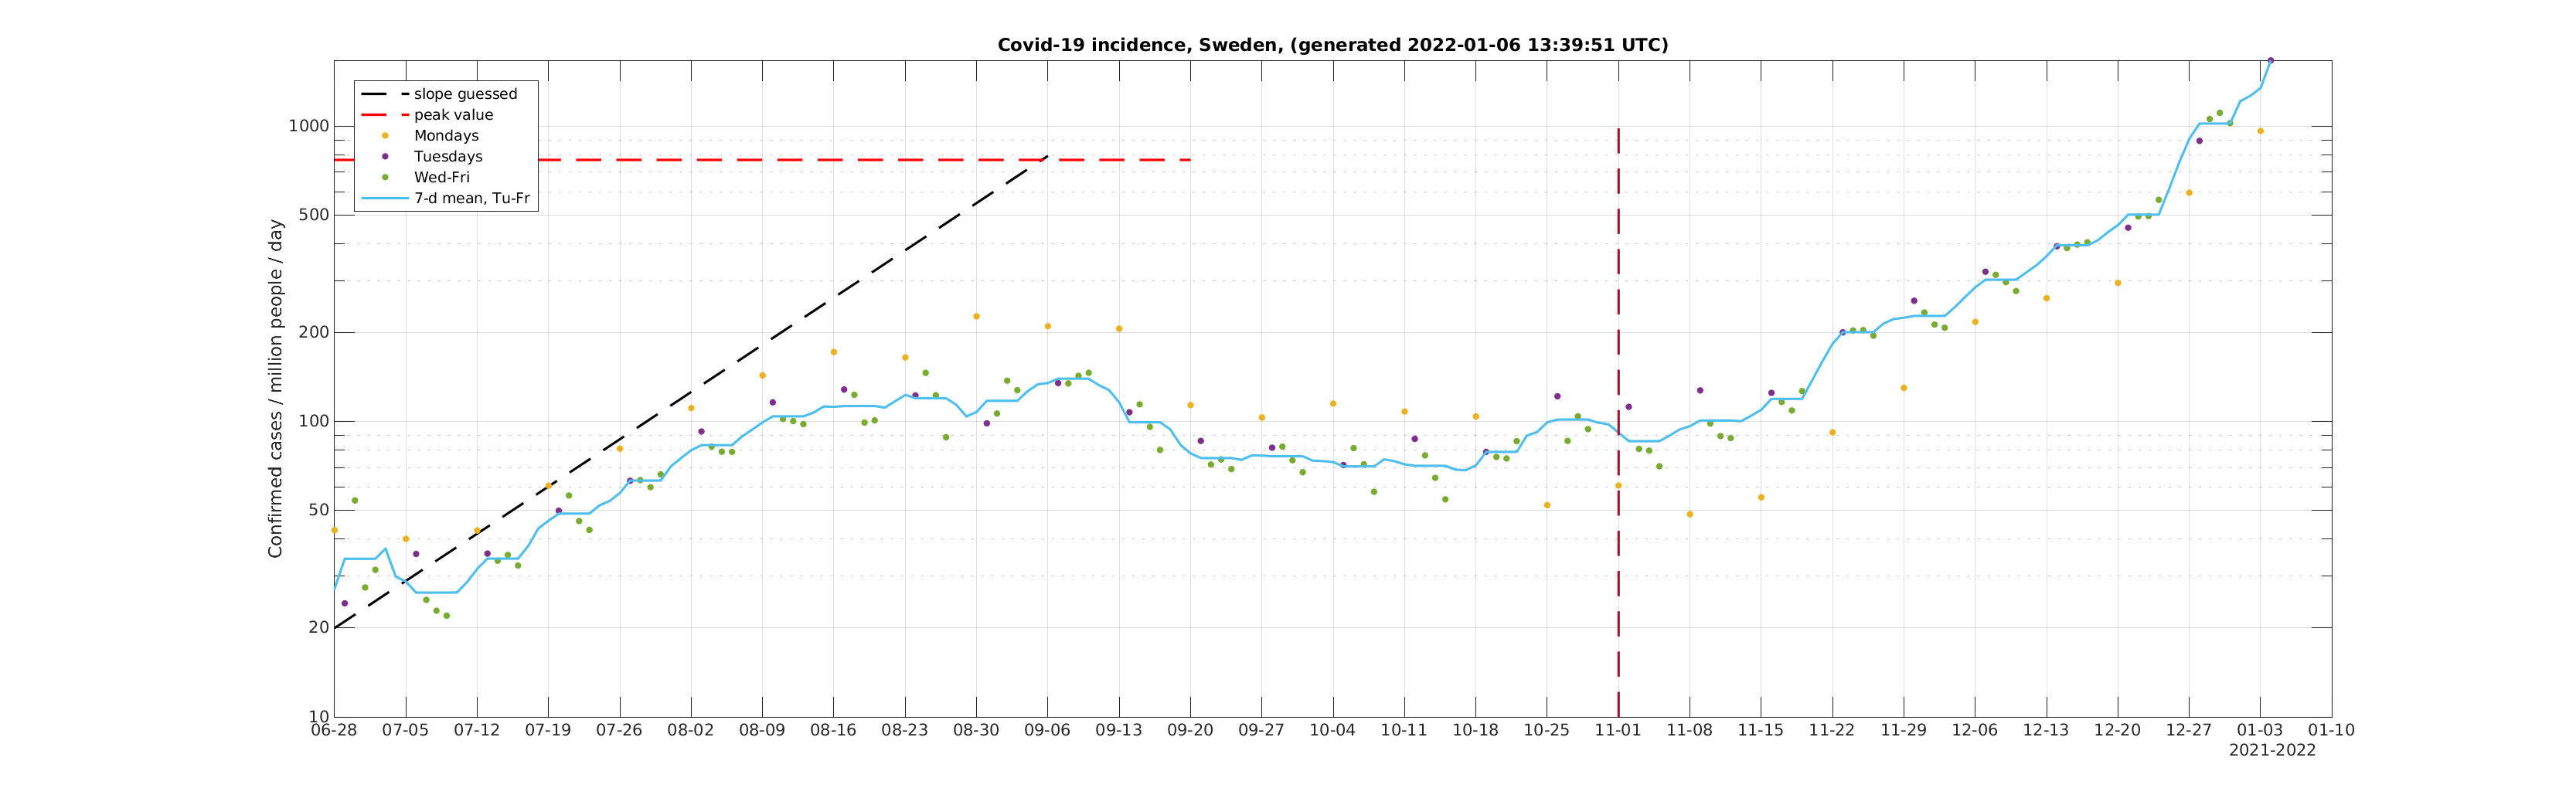 Covid-19 incidence, Sweden, (generated 2022-01-06 13:39:51 UTC)
slope guessed
peak value
Mondays
Tuesdays
Wed-Fri
7-d mean, Tu-Fr
Confirmed cases / million people / day
1000
500
200
100
50
20
10
06-28 07-05 07-12 07-19 07-26 08-02 08-09 08-16 08-23 08-30 09-06 09-13 09-20 09-27 10-04 10-11 10-18 10-25 11-01 11-08 11-15 11-22 11-29 12-06 12-13 12-20 12-27 01-03 01-10
2021-2022